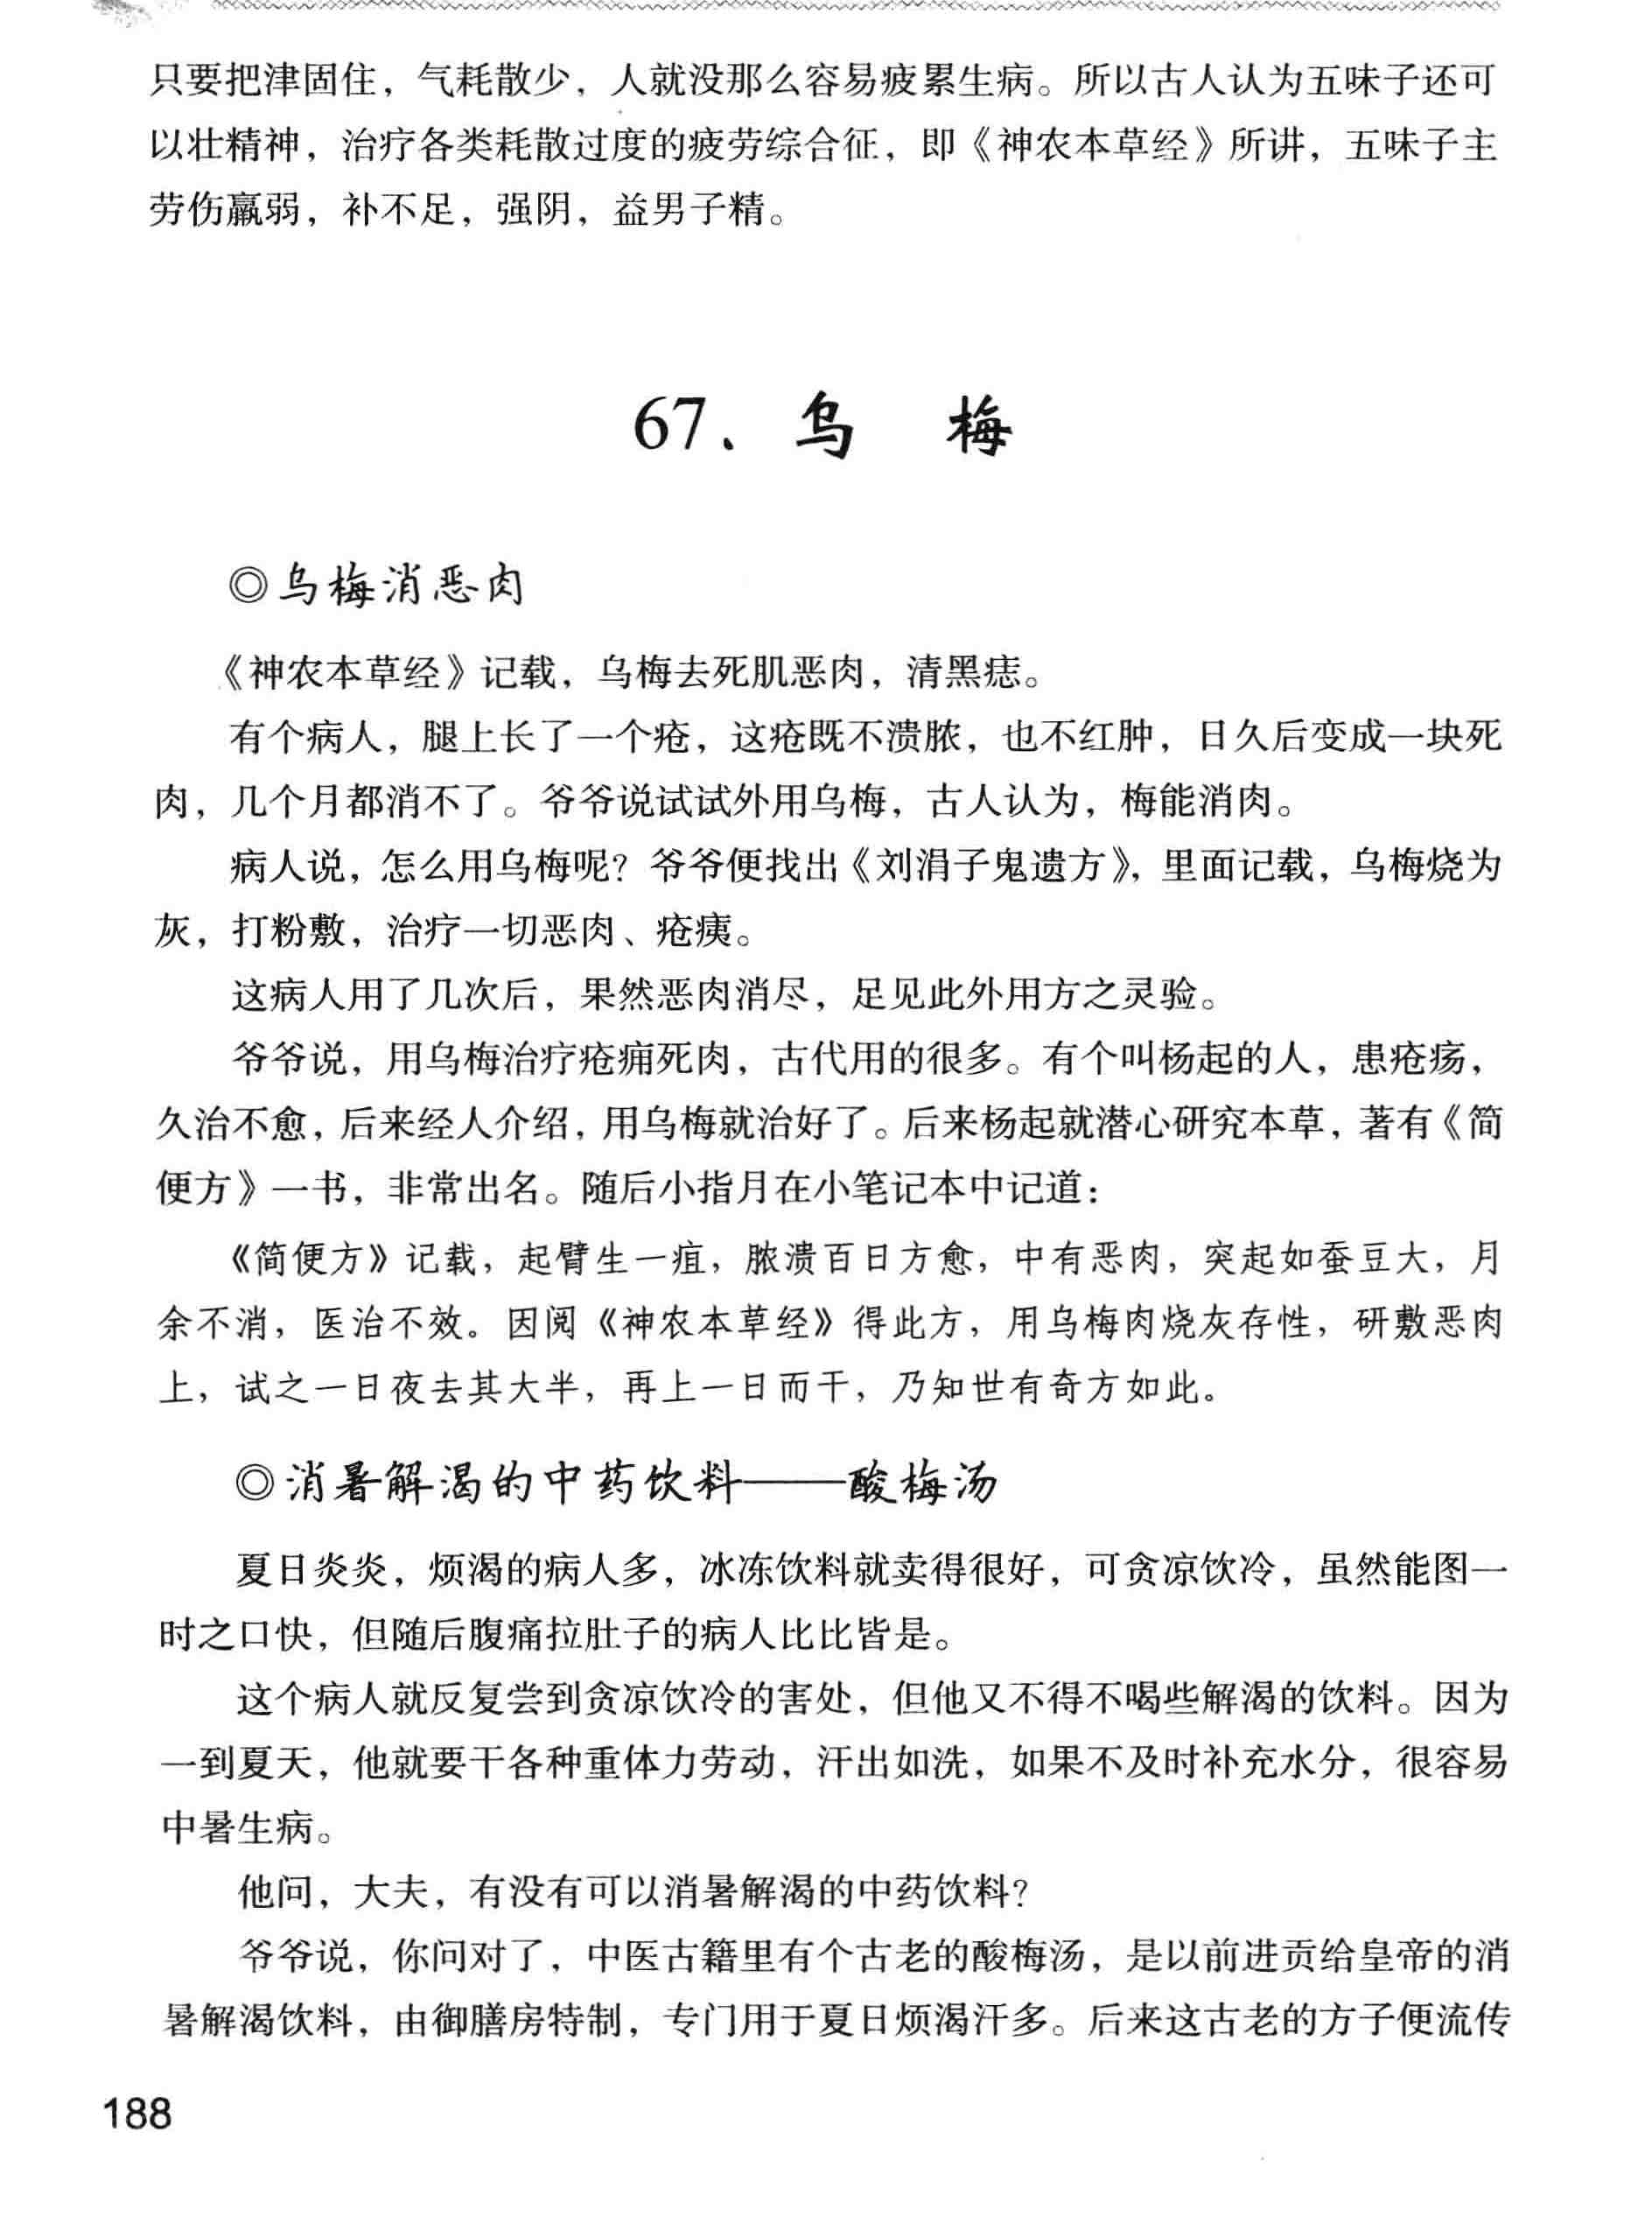 只要把津固住，气耗散少，人就没那么容易疲累生病。所以古人认为五味子还可
以壮精神，治疗各类耗散过度的疲劳综合征，即《神农本草经》所讲，五味子主
劳伤羸弱，补不足，强阴，益男子精。
67．乌　梅
◎乌梅消恶肉
《神农本草经》记载，乌梅去死肌恶肉，清黑痣。
有个病人，腿上长了一个疮，这疮既不溃脓，也不红肿，日久后变成一块死
肉，几个月都消不了。爷爷说试试外用乌梅，古人认为，梅能消肉。
病人说，怎么用乌梅呢？爷爷便找出《刘涓子鬼遗方》，里面记载，乌梅烧为
灰，打粉敷，治疗一切恶肉、疮痍。
这病人用了几次后，果然恶肉消尽，足见此外用方之灵验。
爷爷说，用乌梅治疗疮痈死肉，古代用的很多。有个叫杨起的人，患疮疡，
久治不愈，后来经人介绍，用乌梅就治好了。后来杨起就潜心研究本草，著有《简
便方》一书，非常出名。随后小指月在小笔记本中记道：
《简便方》记载，起臂生一疽，脓溃百日方愈，中有恶肉，突起如蚕豆大，月
余不消，医治不效。因阅《神农本草经》得此方，用乌梅肉烧灰存性，研敷恶肉
上，试之一日夜去其大半，再上一日而干，乃知世有奇方如此。
◎消暑解渴的中药饮料——酸梅汤
夏日炎炎，烦渴的病人多，冰冻饮料就卖得很好，可贪凉饮冷，虽然能图一
时之口快，但随后腹痛拉肚子的病人比比皆是。
这个病人就反复尝到贪凉饮冷的害处，但他又不得不喝些解渴的饮料。因为
一到夏天，他就要干各种重体力劳动，汗出如洗，如果不及时补充水分，很容易
中暑生病。
他问，大夫，有没有可以消暑解渴的中药饮料？
爷爷说，你问对了，中医古籍里有个古老的酸梅汤，是以前进贡给皇帝的消
暑解渴饮料，由御膳房特制，专门用于夏日烦渴汗多。后来这古老的方子便流传
188